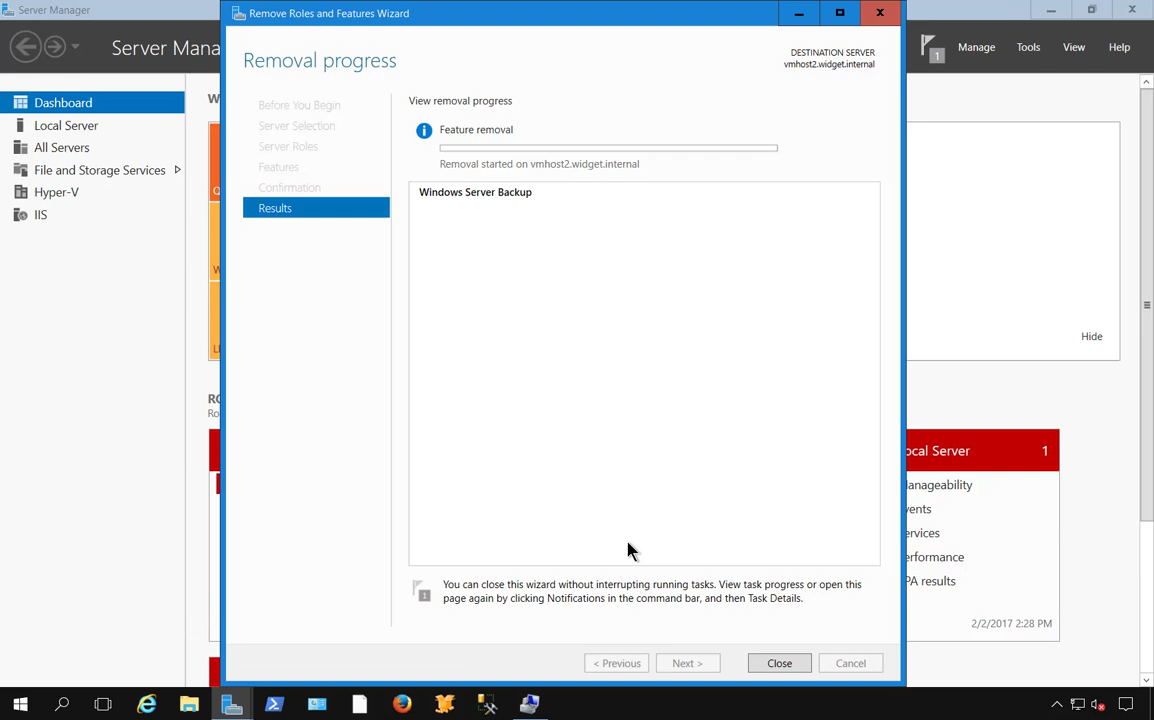 Server Manager
Remove Roles and Features Wizard
Server Mana
1
Manage
Tools
View
Help
Removal progress
DESTINATION SERVER
vmhost2.widget.internal
Dashboard
Local Server
All Servers
File and Storage Services
Hyper-V
IIS
W
Before You Begin
Server Selection
Server Roles
Features
Confirmation
Results
View removal progress
Feature removal
Removal started on vmhost2.widget.internal
Windows Server Backup
Hide
ocal Server
1
anageability
vents
ervices
erformance
PA results
2/2/2017 2:28 PM
1
You can close this wizard without interrupting running tasks. View task progress or open this
page again by clicking Notifications in the command bar, and then Task Details.
< Previous
Next >
Close
Cancel